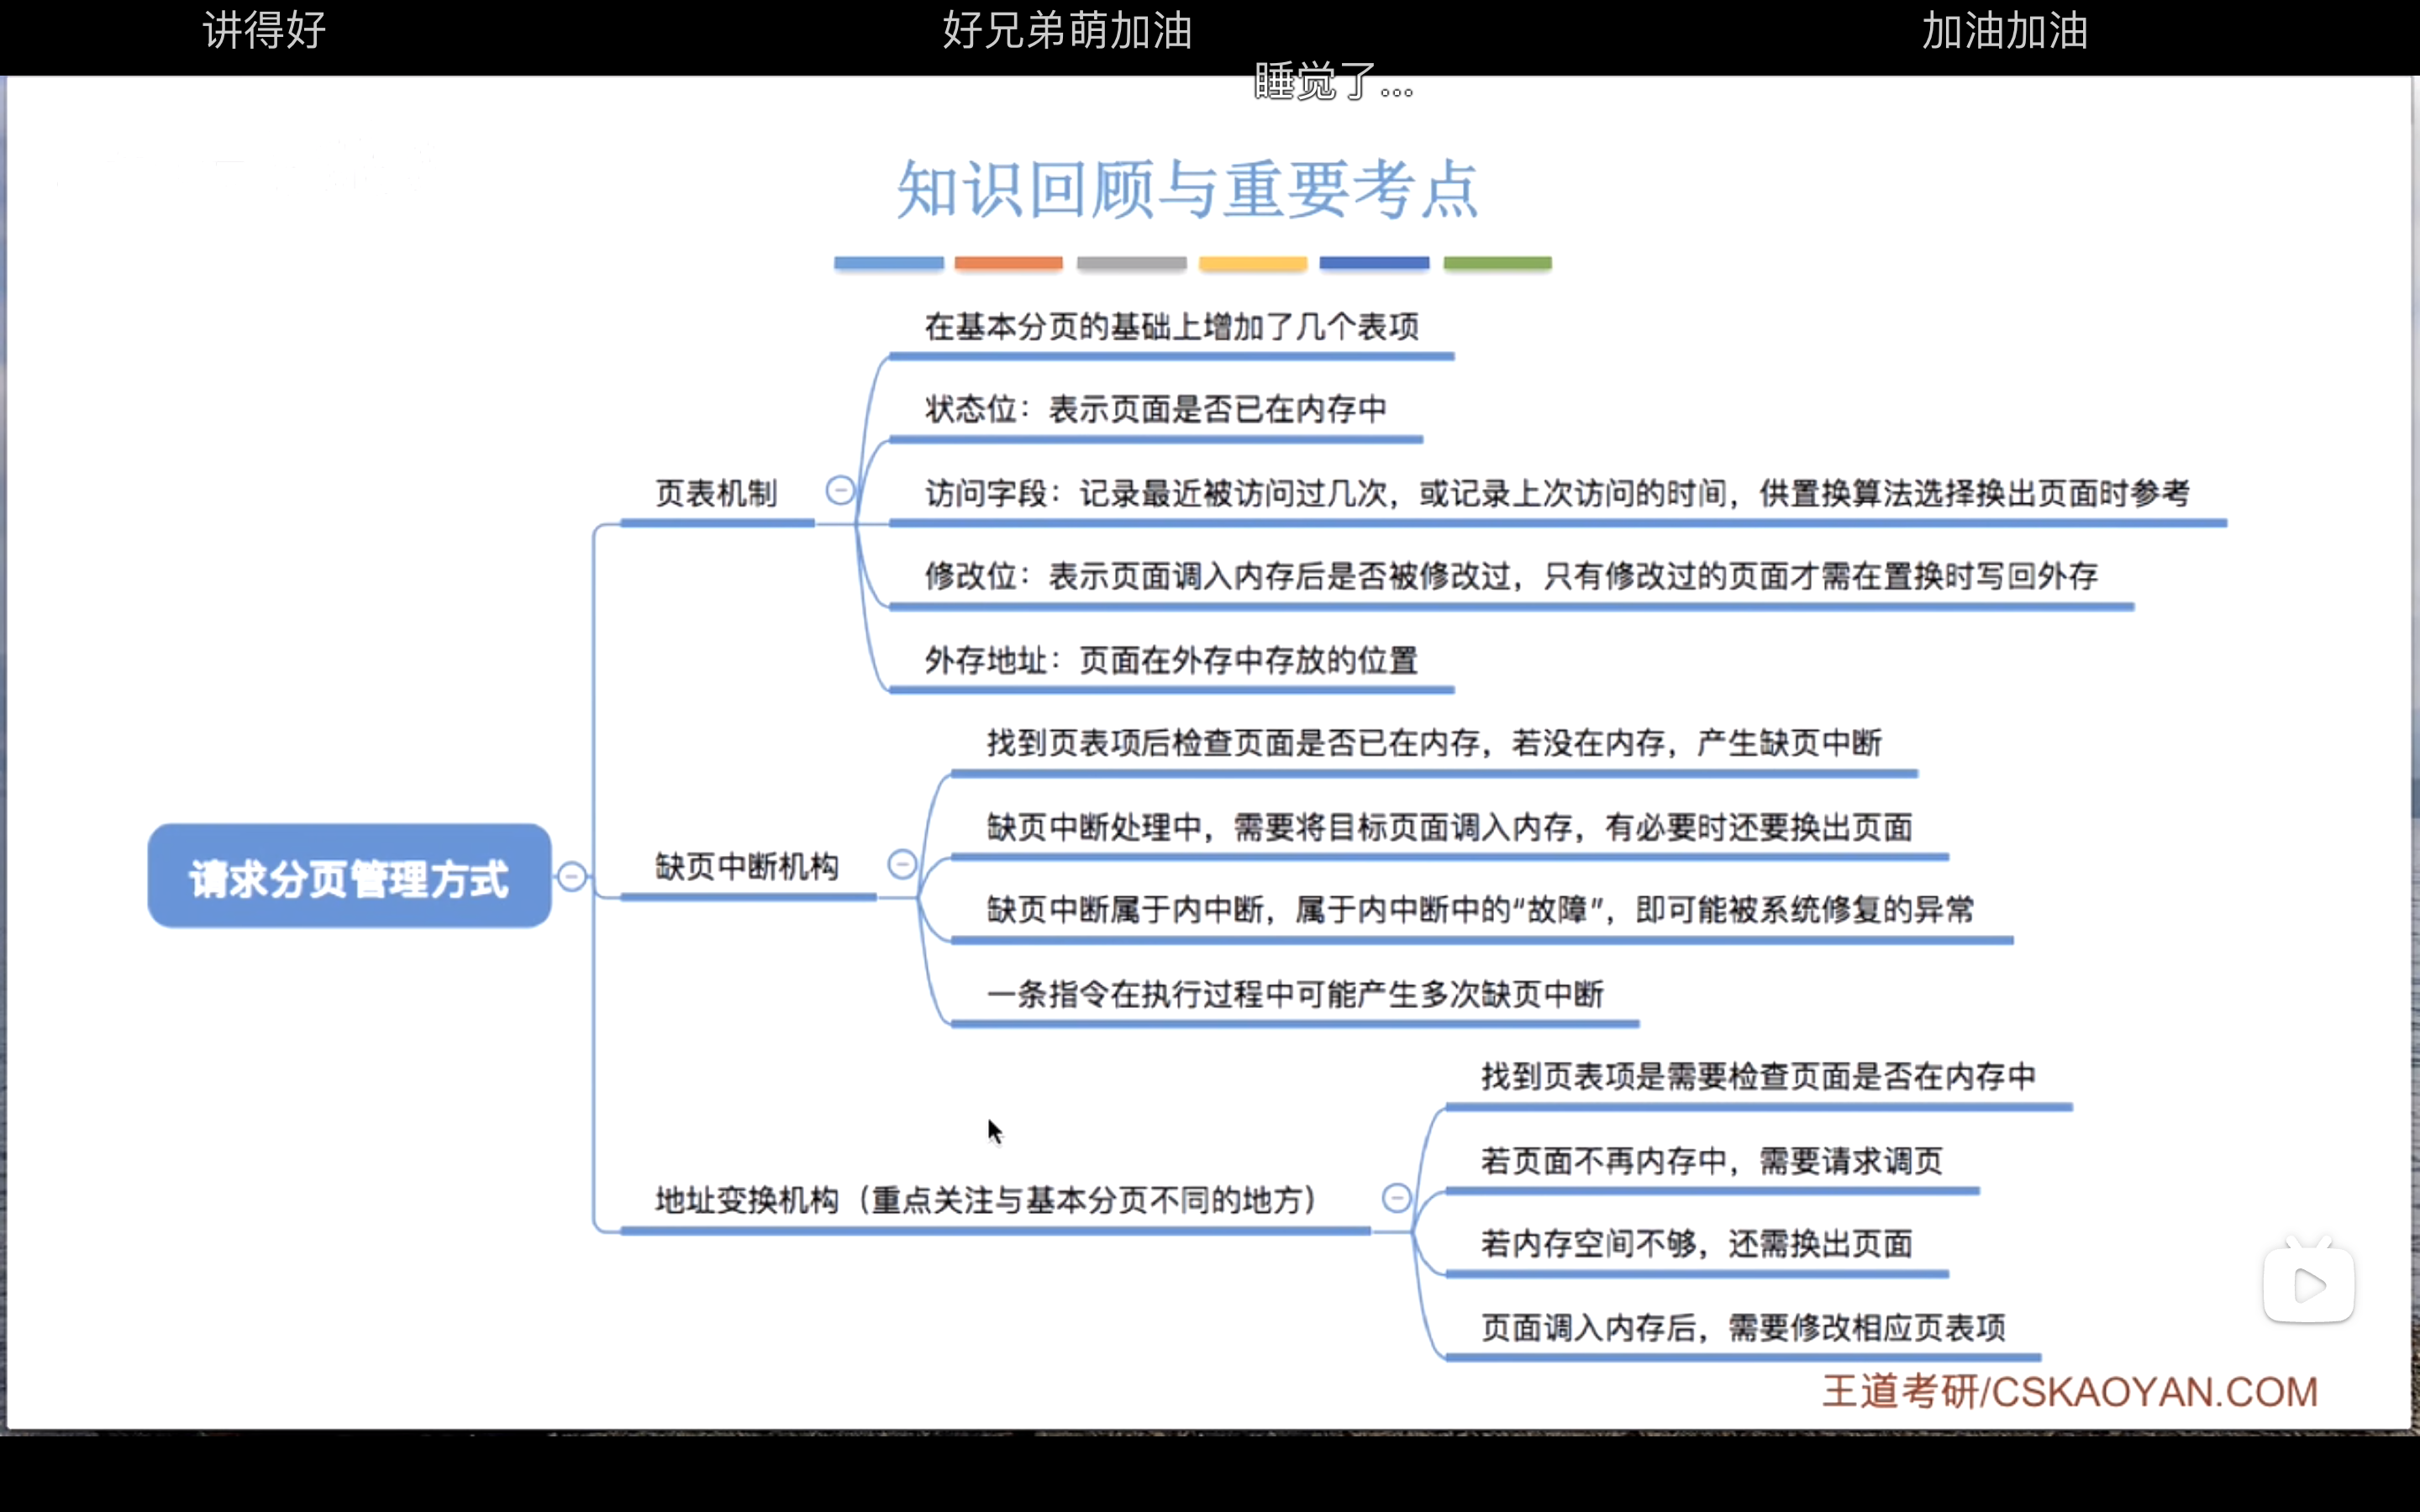 讲得好
好兄弟萌加油
加油加油
睡觉了...
知识回顾与重要考点
请求分页管理方式
页表机制
在基本分页的基础上增加了几个表项
状态位：表示页面是否已在内存中
访问字段：记录最近被访问过几次，或记录上次访问的时间，供置换算法选择换出页面时参考
修改位：表示页面调入内存后是否被修改过，只有修改过的页面才需在置换时写回外存
外存地址：页面在外存中存放的位置
缺页中断机构
找到页表项后检查页面是否已在内存，若没在内存，产生缺页中断
缺页中断处理中，需要将目标页面调入内存，有必要时还要换出页面
缺页中断属于内中断，属于内中断中的“故障”，即可能被系统修复的异常
一条指令在执行过程中可能产生多次缺页中断
地址变换机构（重点关注与基本分页不同的地方）
找到页表项是需要检查页面是否在内存中
若页面不再内存中，需要请求调页
若内存空间不够，还需换出页面
页面调入内存后，需要修改相应页表项
王道考研/CSKAOYAN.COM